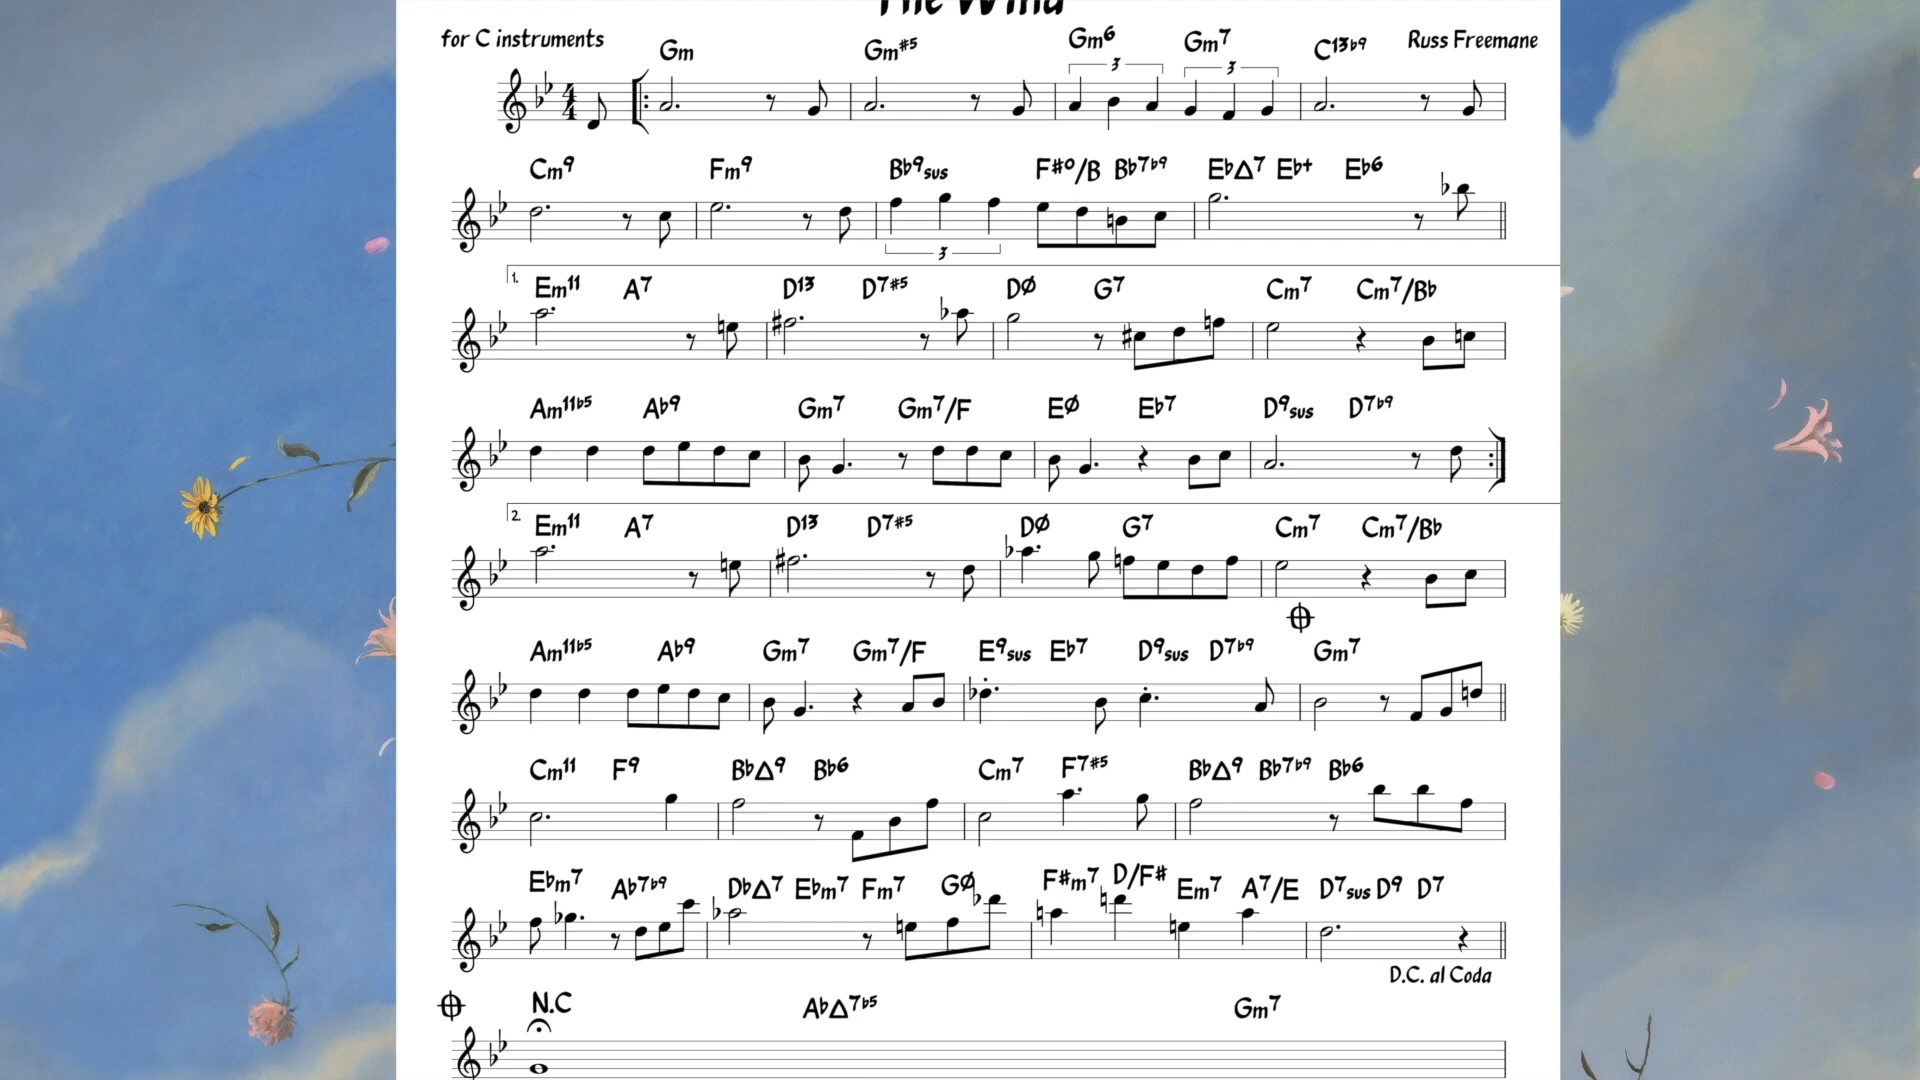 The Wind
for C instruments
Russ Freemane
Gm Gm#5 Gm6 Gm7 C13b9
3 3
4
4
Cm9 Fm9 Bb9sus F#o/B Bb7b9 EbΔ7 Eb+ Eb6
3
1.
Em11 A7 D13 D7#5 DØ G7 Cm7 Cm7/Bb
Am11b5 Ab9 Gm7 Gm7/F EØ Eb7 D9sus D7b9
2.
Em11 A7 D13 D7#5 DØ G7 Cm7 Cm7/Bb
Am11b5 Ab9 Gm7 Gm7/F E9sus Eb7 D9sus D7b9 Gm7
Cm11 F9 BbΔ9 Bb6 Cm7 F7#5 BbΔ9 Bb7b9 Bb6
Ebm7 Ab7b9 DbΔ7 Ebm7 Fm7 GØ F#m7 D/F# Em7 A7/E D7sus D9 D7
D.C. al Coda
N.C AbΔ7b5 Gm7